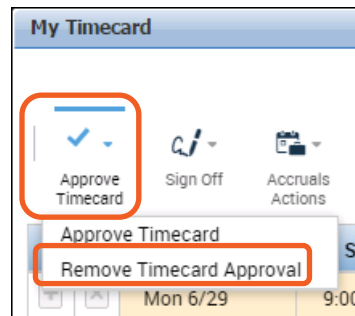 My Timecard
Approve Timecard
Sign Off
Accruals Actions
Approve Timecard
Remove Timecard Approval
S
Mon 6/29
9:00